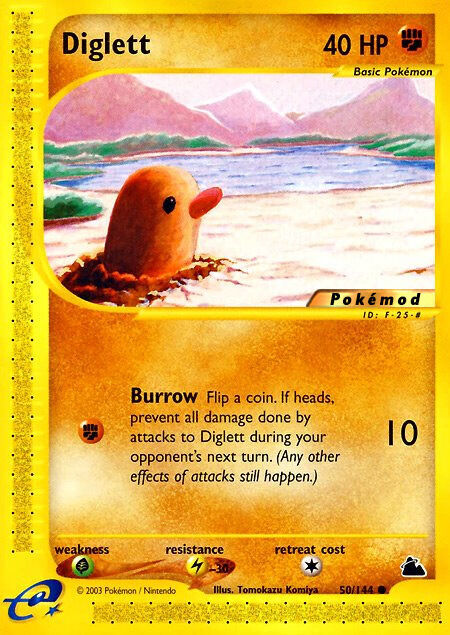 Diglett 40 HP
Basic Pokémon
Pokémod
ID: F-25-#
Burrow Flip a coin. If heads,
prevent all damage done by
attacks to Diglett during your
opponent's next turn. (Any other
effects of attacks still happen.)
10
weakness resistance retreat cost
-30
© 2003 Pokémon / Nintendo Illus. Tomokazu Komiya 50/144
e